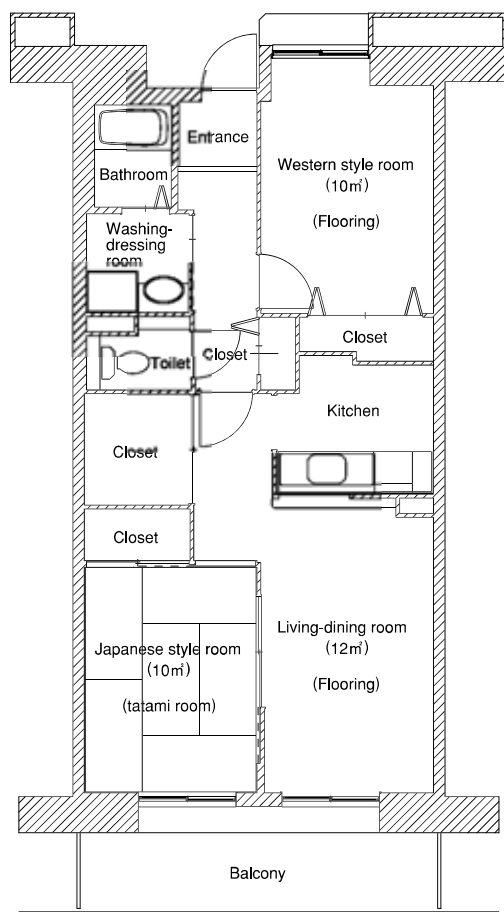 Entrance
Western style room
(10㎡)
(Flooring)
Bathroom
Washing-
dressing
room
Closet
Toilet
Closet
Kitchen
Closet
Closet
Living-dining room
(12㎡)
(Flooring)
Japanese style room
(10㎡)
(tatami room)
Balcony